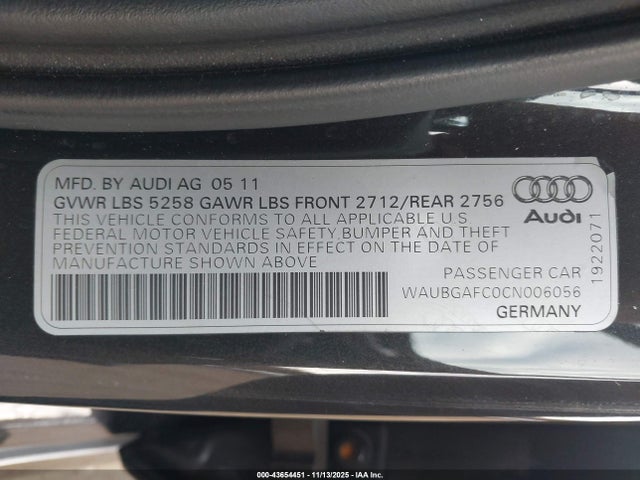 MFD. BY AUDI AG 05 11
GVWR LBS 5258 GAWR LBS FRONT 2712/REAR 2756
THIS VEHICLE CONFORMS TO ALL APPLICABLE U S
FEDERAL MOTOR VEHICLE SAFETY, BUMPER AND THEFT
PREVENTION STANDARDS IN EFFECT ON THE DATE OF
MANUFACTURE SHOWN ABOVE
PASSENGER CAR
WAUBGAFC0CN006056
GERMANY
Audi
1922071
000-43654451 - 11/13/2025 - IAA Inc.